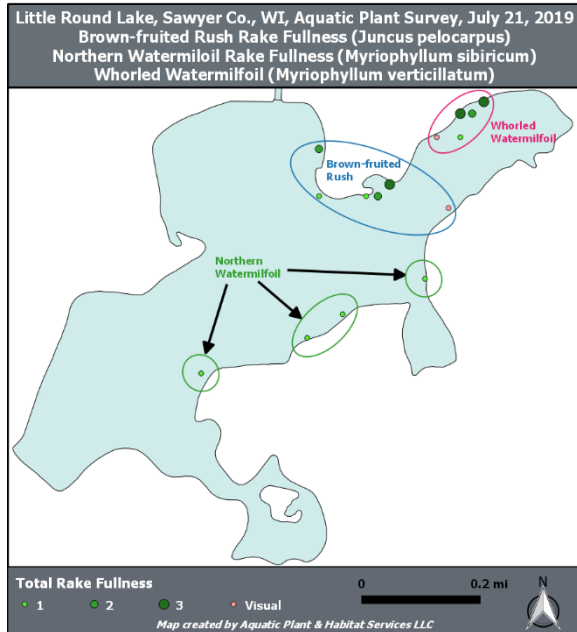 Little Round Lake, Sawyer Co., WI, Aquatic Plant Survey, July 21, 2019
Brown-fruited Rush Rake Fullness (Juncus pelocarpus)
Northern Watermiloil Rake Fullness (Myriophyllum sibiricum)
Whorled Watermilfoil (Myriophyllum verticillatum)
Whorled
Watermilfoil
Brown-fruited
Rush
Northern
Watermilfoil
Total Rake Fullness
1 2 3 Visual
0 0.2 mi
N
Map created by Aquatic Plant & Habitat Services LLC